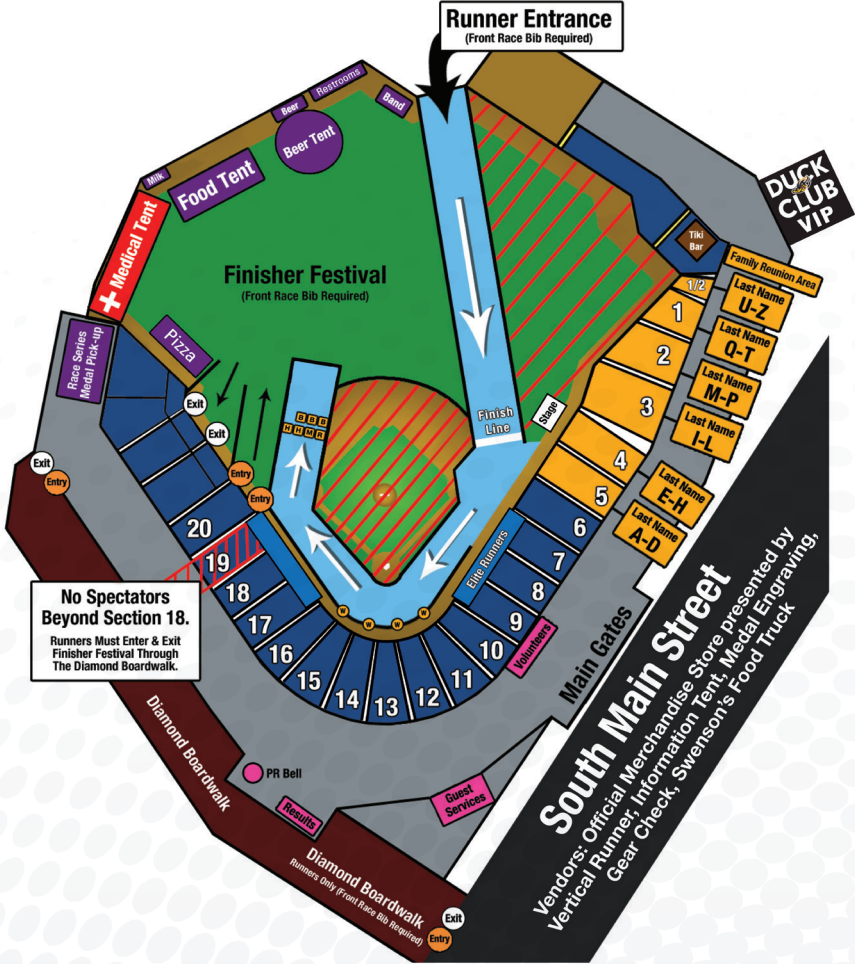 Runner Entrance
(Front Race Bib Required)
Restrooms
Beer
Band
Beer Tent
Milk
Food Tent
Medical Tent
DUCK
CLUB
VIP
Tiki
Bar
Finisher Festival
(Front Race Bib Required)
Family Reunion Area
Last Name
U-Z
Last Name
Q-T
Last Name
M-P
Last Name
I-L
Last Name
E-H
Last Name
A-D
1/2
1
2
3
4
5
6
7
8
9
10
11
12
13
14
15
16
17
18
19
20
Pizza
Race Series
Medal Pick-up
Exit
Exit
Entry
Entry
Exit
Entry
B B B
H H M R
Finish
Line
Stage
Elite Runners
W
W
W
W
Volunteers
Main Gates
No Spectators
Beyond Section 18.
Runners Must Enter & Exit
Finisher Festival Through
The Diamond Boardwalk.
South Main Street
Vendors: Official Merchandise Store presented by
Vertical Runner, Information Tent, Medal Engraving,
Gear Check, Swenson's Food Truck
Diamond Boardwalk
PR Bell
Results
Guest
Services
Diamond Boardwalk
Runners Only (Front Race Bib Required)
Exit
Entry